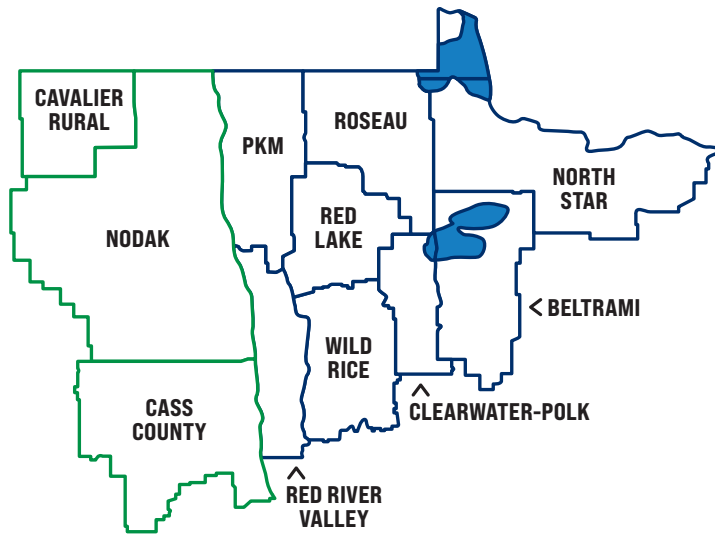 CAVALIER
RURAL
PKM
ROSEAU
NORTH
STAR
NODAK
RED
LAKE
< BELTRAMI
WILD
RICE
CASS
COUNTY
^
CLEARWATER-POLK
^
RED RIVER
VALLEY